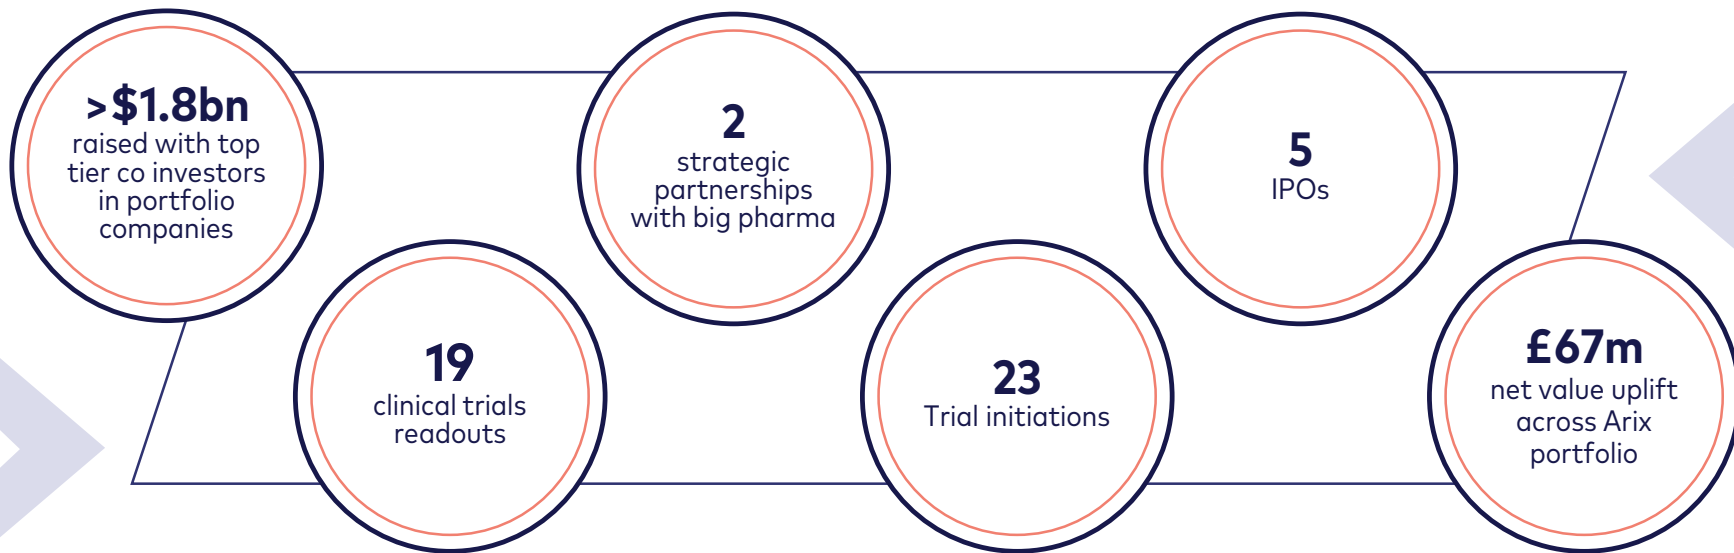 >$1.8bn
raised with top
tier co investors
in portfolio
companies
19
clinical trials
readouts
2
strategic
partnerships
with big pharma
23
Trial initiations
5
IPOs
£67m
net value uplift
across Arix
portfolio